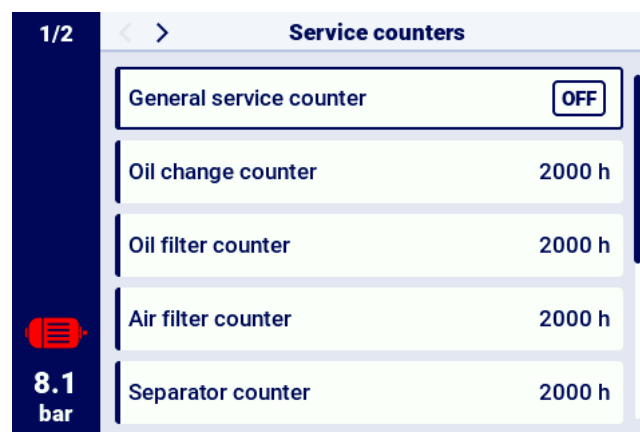 1/2
Service counters
General service counter OFF
Oil change counter 2000 h
Oil filter counter 2000 h
Air filter counter 2000 h
Separator counter 2000 h
8.1
bar